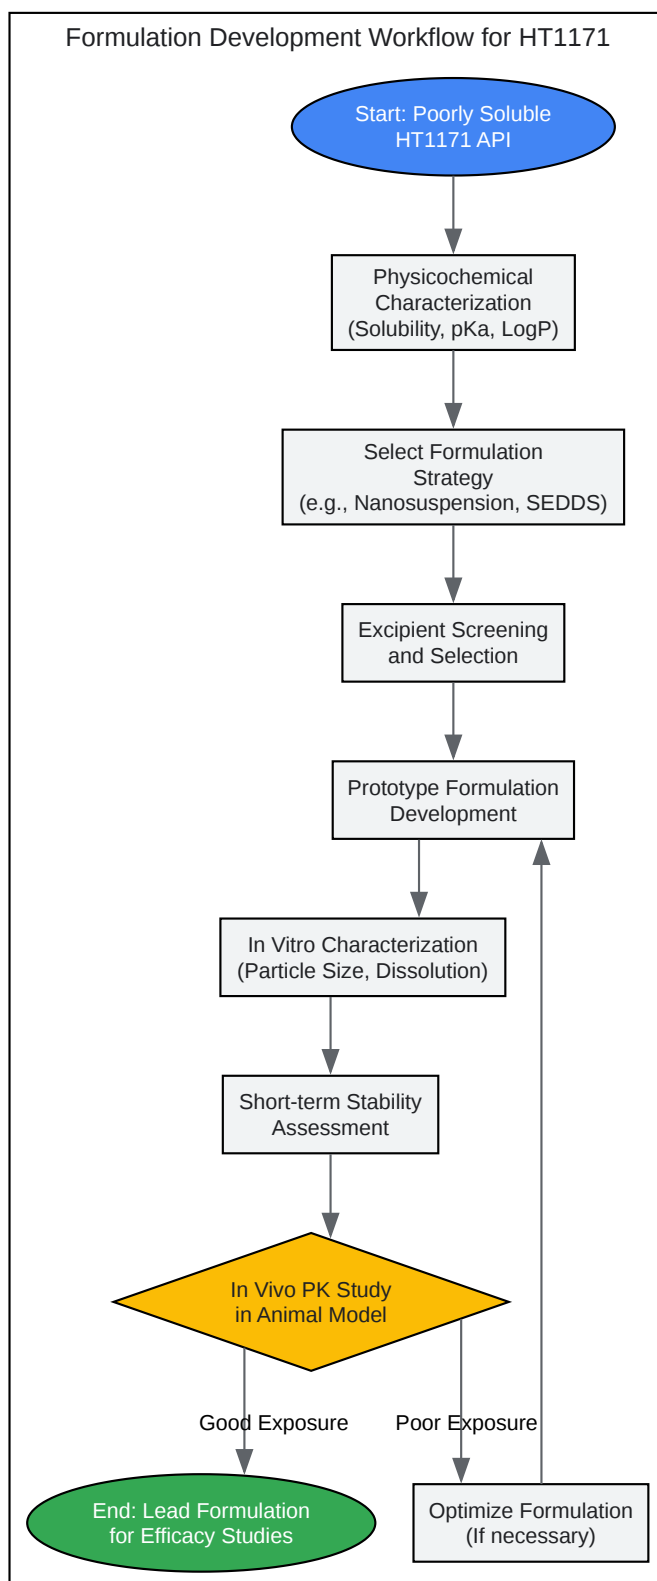 Formulation Development Workflow for HT1171
Start: Poorly Soluble
HT1171 API
Physicochemical
Characterization
(Solubility, pKa, LogP)
Select Formulation
Strategy
(e.g., Nanosuspension, SEDDS)
Excipient Screening
and Selection
Prototype Formulation
Development
In Vitro Characterization
(Particle Size, Dissolution)
Short-term Stability
Assessment
In Vivo PK Study
in Animal Model
Good Exposure
Poor Exposure
End: Lead Formulation
for Efficacy Studies
Optimize Formulation
(If necessary)